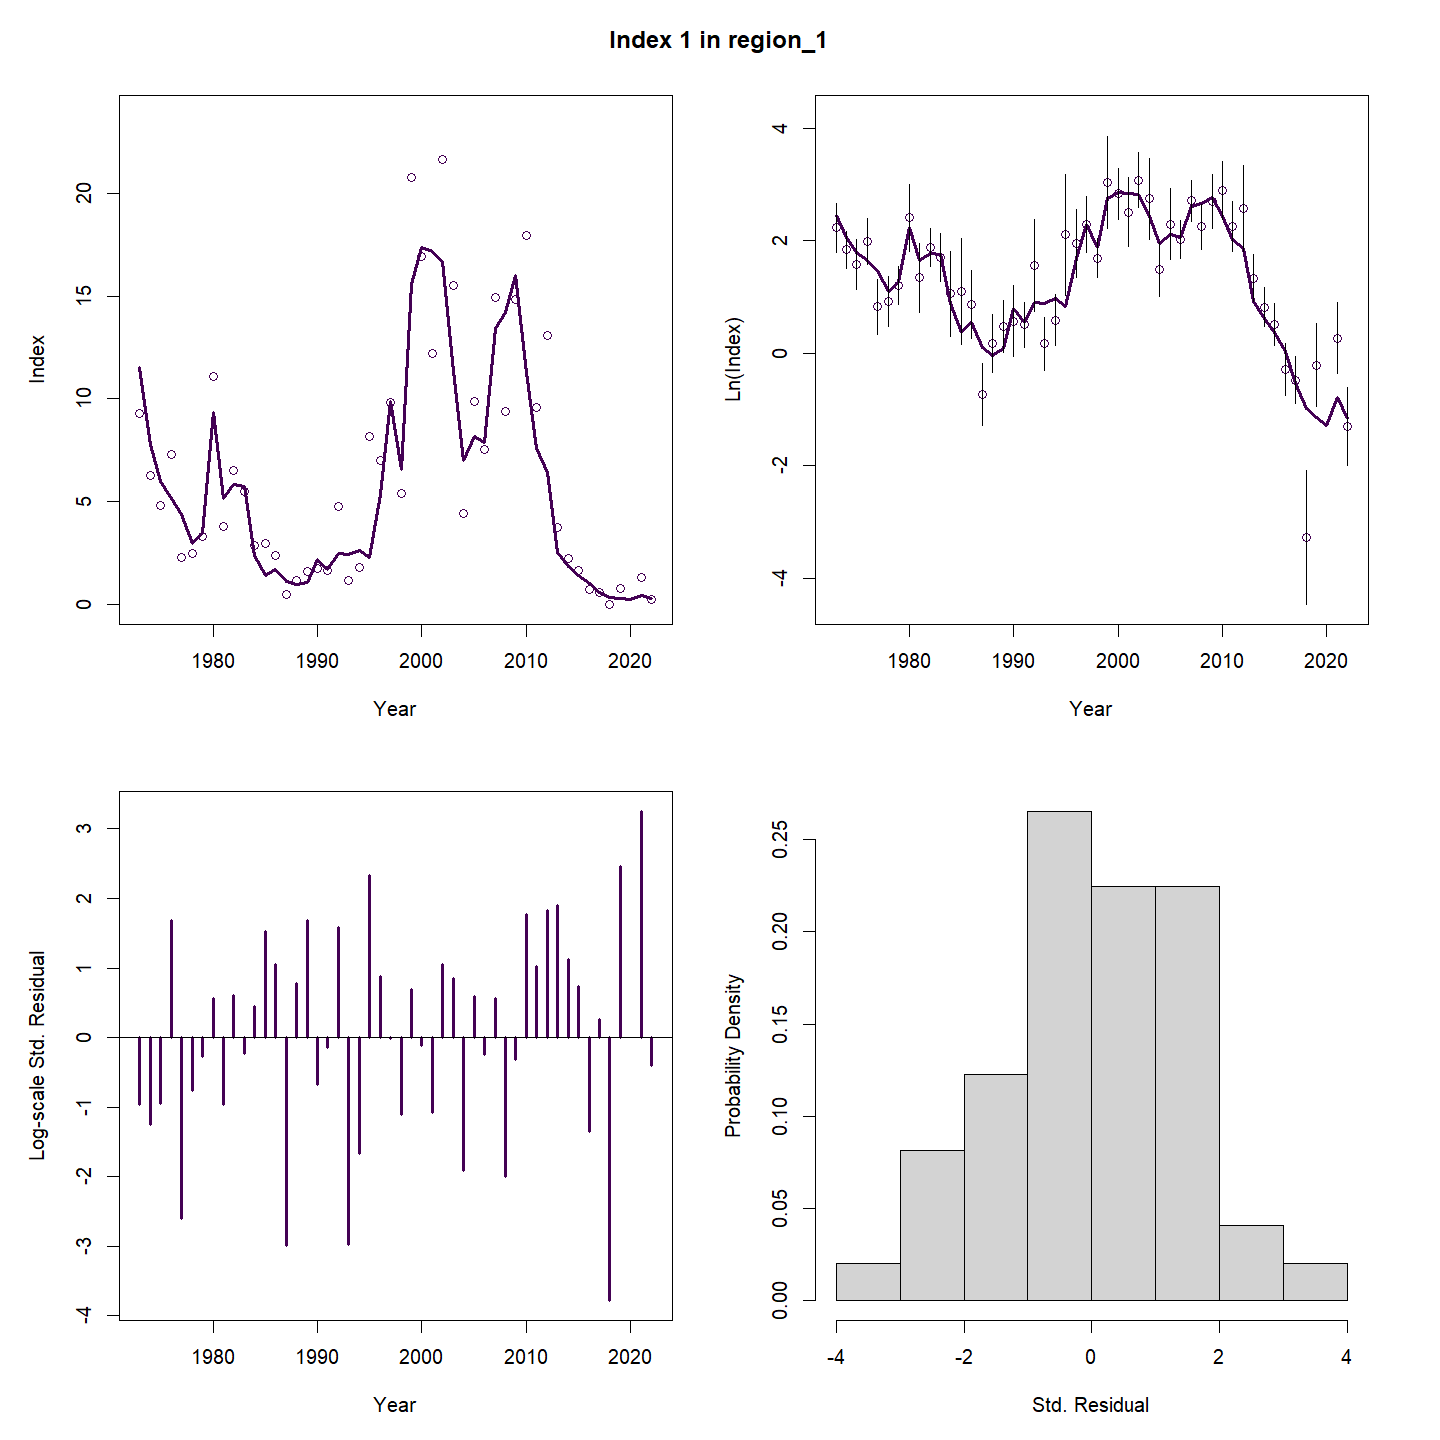 Index 1 in region_1
Index
0 5 10 15 20
1980 1990 2000 2010 2020
Year
Ln(Index)
-4 -2 0 2 4
1980 1990 2000 2010 2020
Year
Log-scale Std. Residual
-4 -3 -2 -1 0 1 2 3
1980 1990 2000 2010 2020
Year
Probability Density
0.00 0.05 0.10 0.15 0.20 0.25
-4 -2 0 2 4
Std. Residual